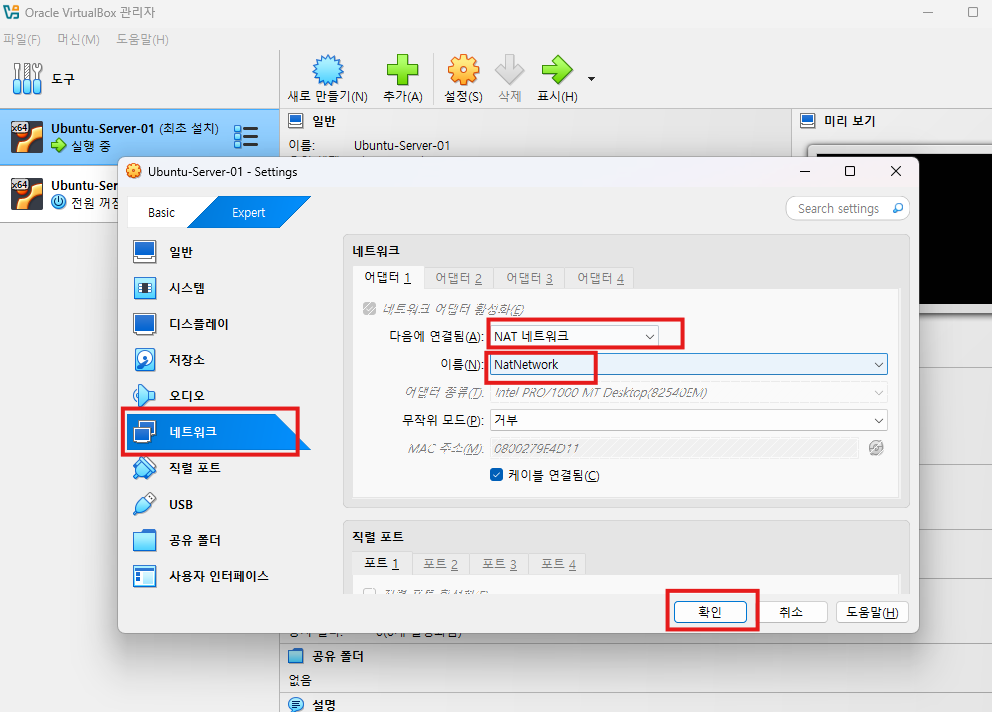 Oracle VirtualBox 관리자
파일(F) 머신(M) 도움말(H)
도구
새로 만들기(N) 추가(A) 설정(S) 삭제 표시(H)
x64
Ubuntu-Server-01 (최초 설치)
실행 중
x64
Ubuntu-Ser
전원 꺼짐
일반
이름: Ubuntu-Server-01
미리 보기
Ubuntu-Server-01 - Settings
Basic Expert
Search settings
일반
시스템
디스플레이
저장소
오디오
네트워크
직렬 포트
USB
공유 폴더
사용자 인터페이스
네트워크
어댑터 1 어댑터 2 어댑터 3 어댑터 4
네트워크 어댑터 활성화(E)
다음에 연결됨(A): NAT 네트워크
이름(N): NatNetwork
어댑터 종류(T): Intel PRO/1000 MT Desktop(82540EM)
무작위 모드(P): 거부
MAC 주소(M): 0800279E4D11
케이블 연결됨(C)
직렬 포트
포트 1 포트 2 포트 3 포트 4
확인 취소 도움말(H)
공유 폴더
없음
설명